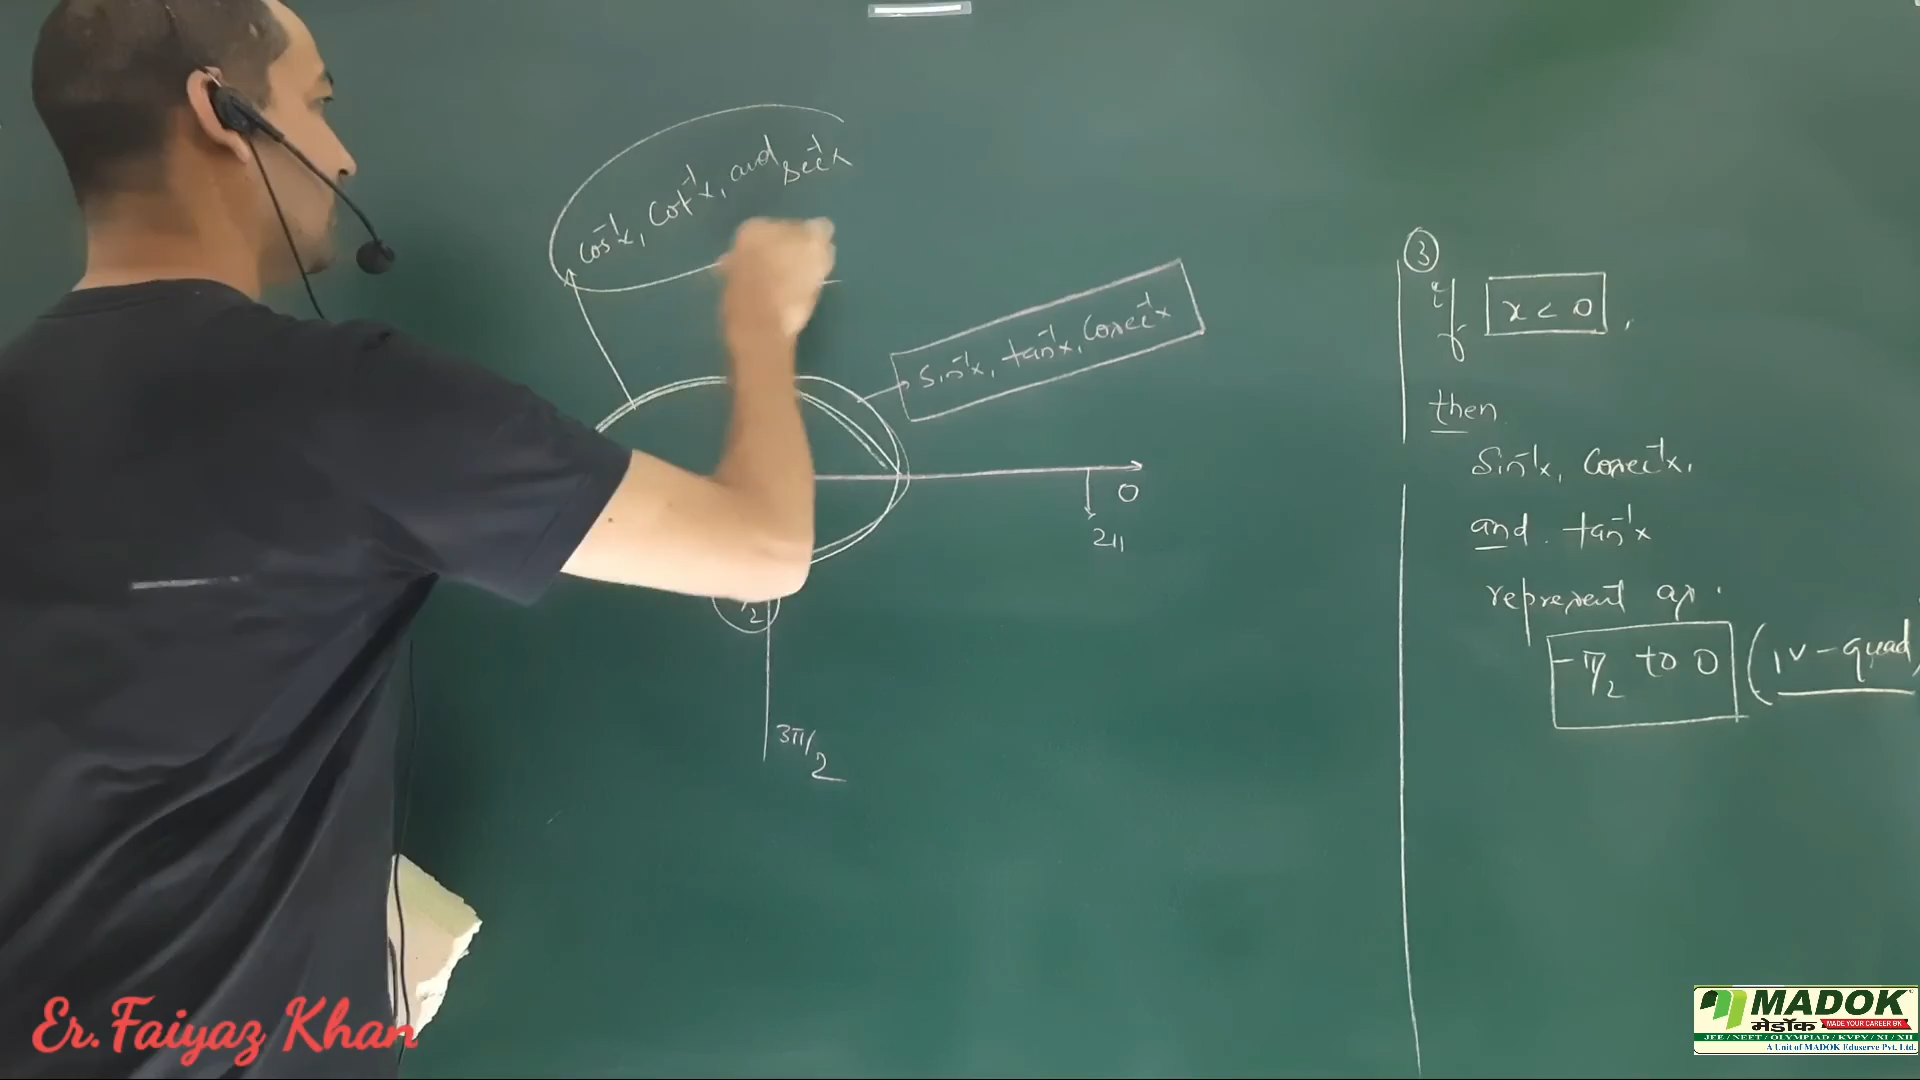 cos⁻¹x, cot⁻¹x, and sec⁻¹x
sin⁻¹x, tan⁻¹x, cosec⁻¹x
0
2π
2
3π/2
③
if x < 0,
then
Sin⁻¹x, Cosec⁻¹x,
and. tan⁻¹x
represent as.
-π/2 to 0 (IV-quad)
Er.Faiyaz Khan
MADOK
मेडॉक MADE YOUR CAREER BK
JEE / NEET / OLYMPIAD / KVPY / XI / XII
A Unit of MADOK Eduserve Pvt. Ltd.